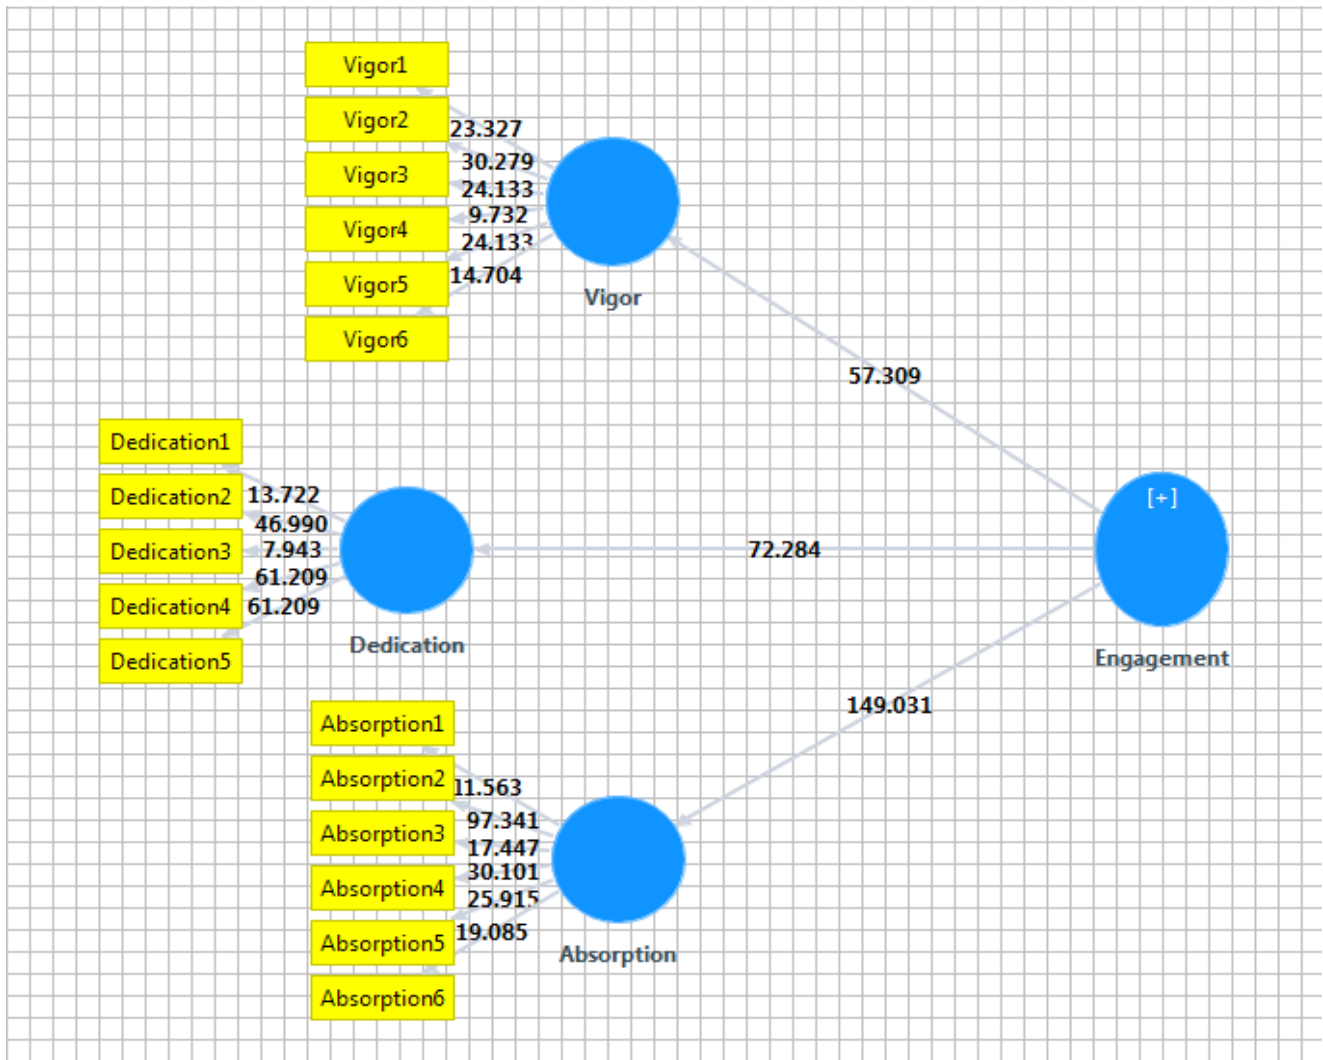 Vigor1
Vigor2
23.327
30.279
Vigor3
24.133
9.732
Vigor4
24.133
14.704
Vigor5
Vigor
Vigor6
57.309
Dedication1
Dedication2
13.722
[+]
46.990
Dedication3
7.943
72.284
61.209
Dedication4
61.209
Dedication
Dedication5
Engagement
149.031
Absorption1
Absorption2
11.563
97.341
Absorption3
17.447
30.101
Absorption4
25.915
19.085
Absorption5
Absorption
Absorption6